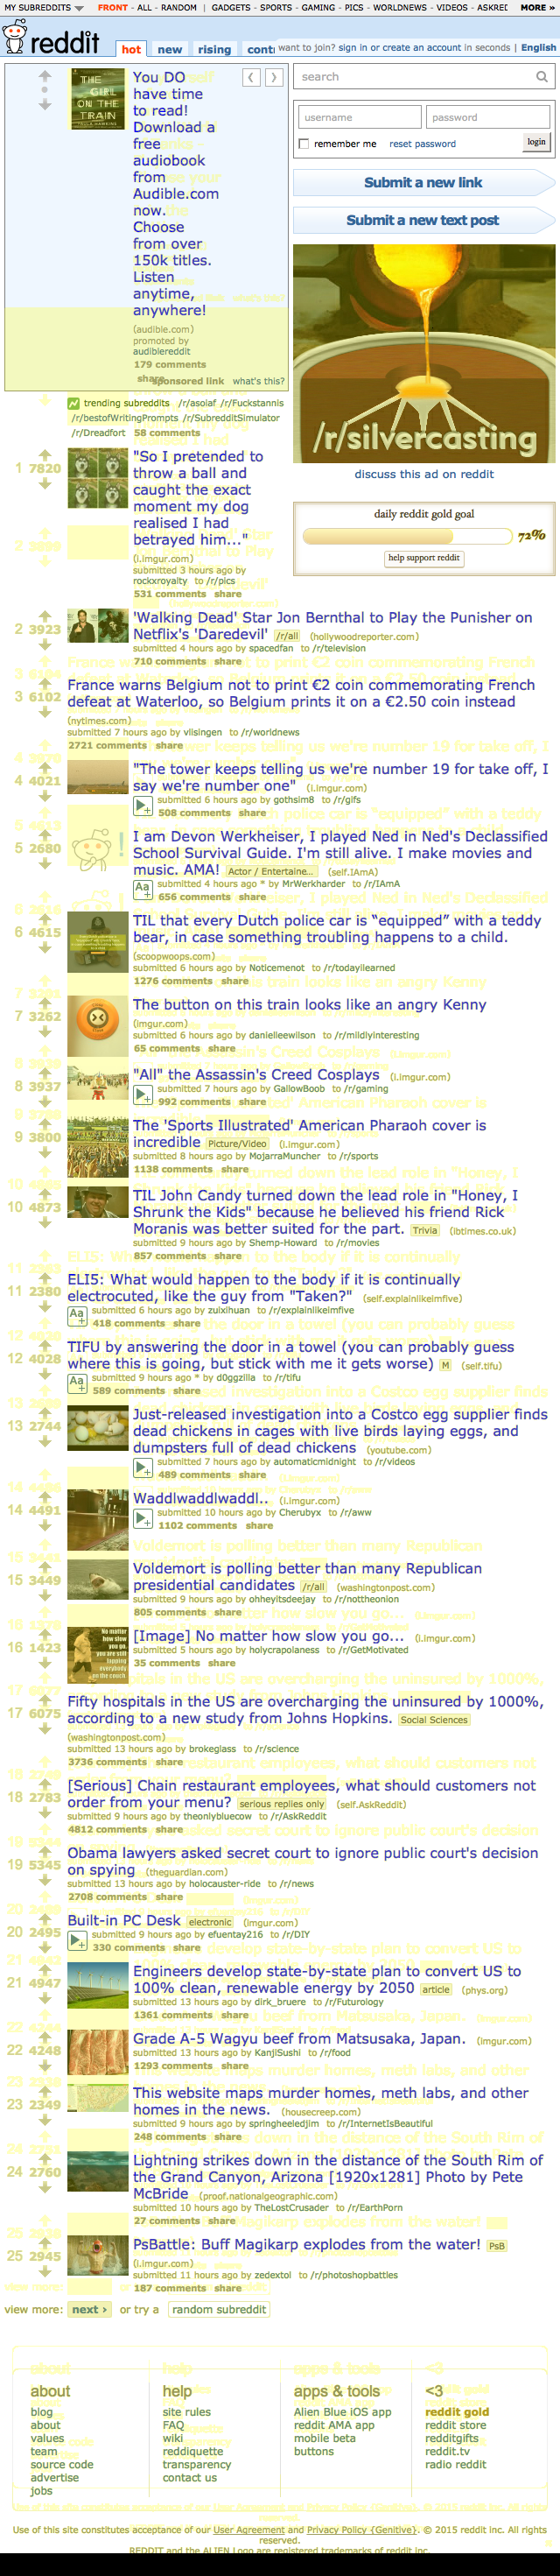 MY SUBREDDITS FRONT - ALL - RANDOM | GADGETS - SPORTS - GAMING - PICS - WORLDNEWS - VIDEOS - ASKREI MORE »
reddit hot new rising cont want to join? sign in or create an account in seconds | English
You DO
have time
to read!
Download a
free
audiobook
from
Audible.com
now.
Choose
from over
150k titles.
Listen
anytime,
anywhere!
(audible.com)
promoted by
audiblereddit
179 comments
share
sponsored link what's this?
THE
GIRL
ON THE
TRAIN
search
username password
remember me reset password login
Submit a new link
Submit a new text post
/r/silvercasting
discuss this ad on reddit
daily reddit gold goal
72%
help support reddit
trending subreddits /r/asoiaf /r/Fuckstannis
/r/bestofWritingPrompts /r/SubredditSimulator
/r/Dreadfort 58 comments
1 7820 "So I pretended to
throw a ball and
caught the exact
moment my dog
realised I had
betrayed him..."
(i.imgur.com)
submitted 3 hours ago by
rockxroyalty to /r/pics
531 comments share
2 3923 'Walking Dead' Star Jon Bernthal to Play the Punisher on
Netflix's 'Daredevil' /r/all (hollywoodreporter.com)
submitted 4 hours ago by spacedfan to /r/television
710 comments share
3 6102 France warns Belgium not to print €2 coin commemorating French
defeat at Waterloo, so Belgium prints it on a €2.50 coin instead
(nytimes.com)
submitted 7 hours ago by vlisingen to /r/worldnews
2721 comments share
4 4021 "The tower keeps telling us we're number 19 for take off, I
say we're number one" (i.imgur.com)
submitted 6 hours ago by gothsim8 to /r/gifs
508 comments share
5 2680 I am Devon Werkheiser, I played Ned in Ned's Declassified
School Survival Guide. I'm still alive. I make movies and
music. AMA! Actor / Entertaine... (self.IAmA)
submitted 4 hours ago * by MrWerkharder to /r/IAmA
656 comments share
6 4615 TIL that every Dutch police car is “equipped” with a teddy
bear, in case something troubling happens to a child.
(scoopwoops.com)
submitted 6 hours ago by Noticemenot to /r/todayilearned
1276 comments share
7 3262 The button on this train looks like an angry Kenny
(imgur.com)
submitted 6 hours ago by danielleewilson to /r/mildlyinteresting
65 comments share
8 3937 "All" the Assassin's Creed Cosplays (i.imgur.com)
submitted 7 hours ago by GallowBoob to /r/gaming
992 comments share
9 3800 The 'Sports Illustrated' American Pharaoh cover is
incredible Picture/Video (i.imgur.com)
submitted 8 hours ago by MojarraMuncher to /r/sports
1138 comments share
10 4873 TIL John Candy turned down the lead role in "Honey, I
Shrunk the Kids" because he believed his friend Rick
Moranis was better suited for the part. Trivia (ibtimes.co.uk)
submitted 9 hours ago by Shemp-Howard to /r/movies
857 comments share
11 2380 ELI5: What would happen to the body if it is continually
electrocuted, like the guy from "Taken?" (self.explainlikeimfive)
Aa submitted 6 hours ago by zuixihuan to /r/explainlikeimfive
418 comments share
12 4028 TIFU by answering the door in a towel (you can probably guess
where this is going, but stick with me it gets worse) M (self.tifu)
Aa submitted 9 hours ago * by d0ggzilla to /r/tifu
589 comments share
13 2744 Just-released investigation into a Costco egg supplier finds
dead chickens in cages with live birds laying eggs, and
dumpsters full of dead chickens (youtube.com)
submitted 7 hours ago by automaticmidnight to /r/videos
489 comments share
14 4491 Waddlwaddlwaddl.. (i.imgur.com)
submitted 10 hours ago by Cherubyx to /r/aww
1102 comments share
15 3449 Voldemort is polling better than many Republican
presidential candidates /r/all (washingtonpost.com)
submitted 9 hours ago by ohheyitsdeejay to /r/nottheonion
805 comments share
16 1423 [Image] No matter how slow you go... (i.imgur.com)
submitted 5 hours ago by holycrapolaness to /r/GetMotivated
35 comments share
No matter
how slow
you go,
you are still
lapping
everybody
on the couch
17 6075 Fifty hospitals in the US are overcharging the uninsured by 1000%,
according to a new study from Johns Hopkins. Social Sciences
(washingtonpost.com)
submitted 13 hours ago by brokeglass to /r/science
3736 comments share
18 2783 [Serious] Chain restaurant employees, what should customers not
order from your menu? serious replies only (self.AskReddit)
submitted 9 hours ago by theonlybluecow to /r/AskReddit
4812 comments share
19 5345 Obama lawyers asked secret court to ignore public court's decision
on spying (theguardian.com)
submitted 13 hours ago by holocauster-ride to /r/news
2708 comments share
20 2495 Built-in PC Desk electronic (imgur.com)
submitted 9 hours ago by efuentay216 to /r/DIY
330 comments share
21 4947 Engineers develop state-by-state plan to convert US to
100% clean, renewable energy by 2050 article (phys.org)
submitted 13 hours ago by dirk_bruere to /r/Futurology
1361 comments share
22 4248 Grade A-5 Wagyu beef from Matsusaka, Japan. (imgur.com)
submitted 13 hours ago by KanjiSushi to /r/food
1293 comments share
23 2349 This website maps murder homes, meth labs, and other
homes in the news. (housecreep.com)
submitted 9 hours ago by springheeledjim to /r/InternetIsBeautiful
248 comments share
24 2760 Lightning strikes down in the distance of the South Rim of
the Grand Canyon, Arizona [1920x1281] Photo by Pete
McBride (proof.nationalgeographic.com)
submitted 10 hours ago by TheLostCrusader to /r/EarthPorn
27 comments share
25 2945 PsBattle: Buff Magikarp explodes from the water! PsB
(i.imgur.com)
submitted 11 hours ago by zedextol to /r/photoshopbattles
187 comments share
view more: next › or try a random subreddit
about help apps & tools <3
blog site rules Alien Blue iOS app reddit gold
about FAQ reddit AMA app reddit store
values wiki mobile beta redditgifts
team reddiquette buttons reddit.tv
source code transparency radio reddit
advertise contact us
jobs
Use of this site constitutes acceptance of our User Agreement and Privacy Policy {Genitive}. © 2015 reddit inc. All rights
reserved.
REDDIT and the ALIEN Logo are registered trademarks of reddit inc.